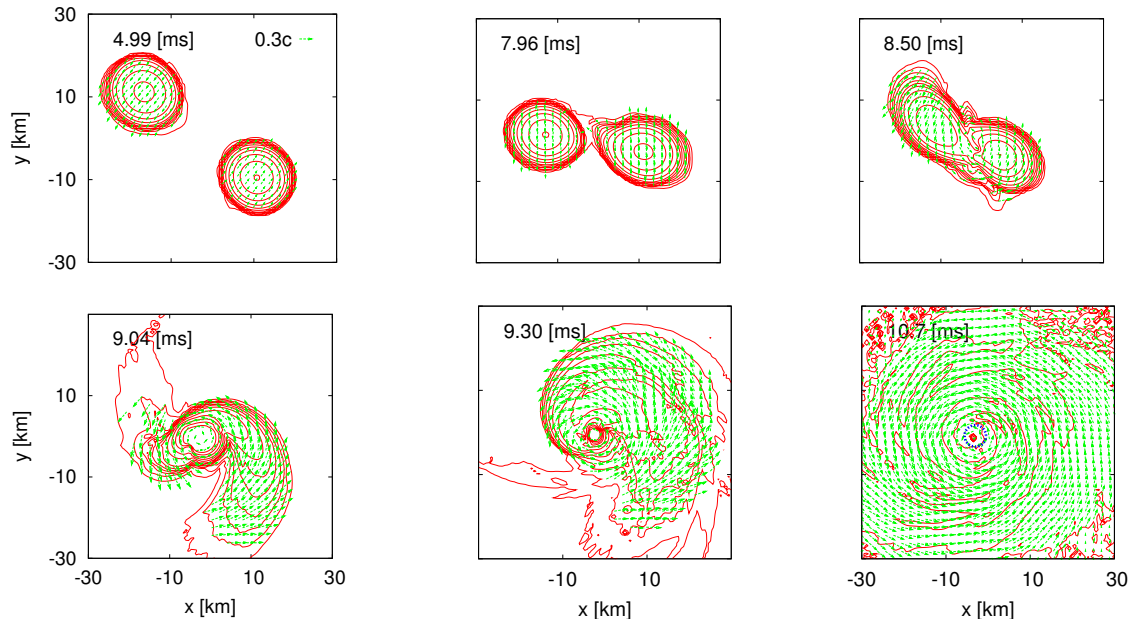 30
4.99 [ms]
0.3c
7.96 [ms]
8.50 [ms]
10
y [km]
-10
-30
9.04 [ms]
9.30 [ms]
10.7 [ms]
10
y [km]
-10
-30
-30 -10 10 30
-10 10
-30 -10 10 30
x [km]
x [km]
x [km]